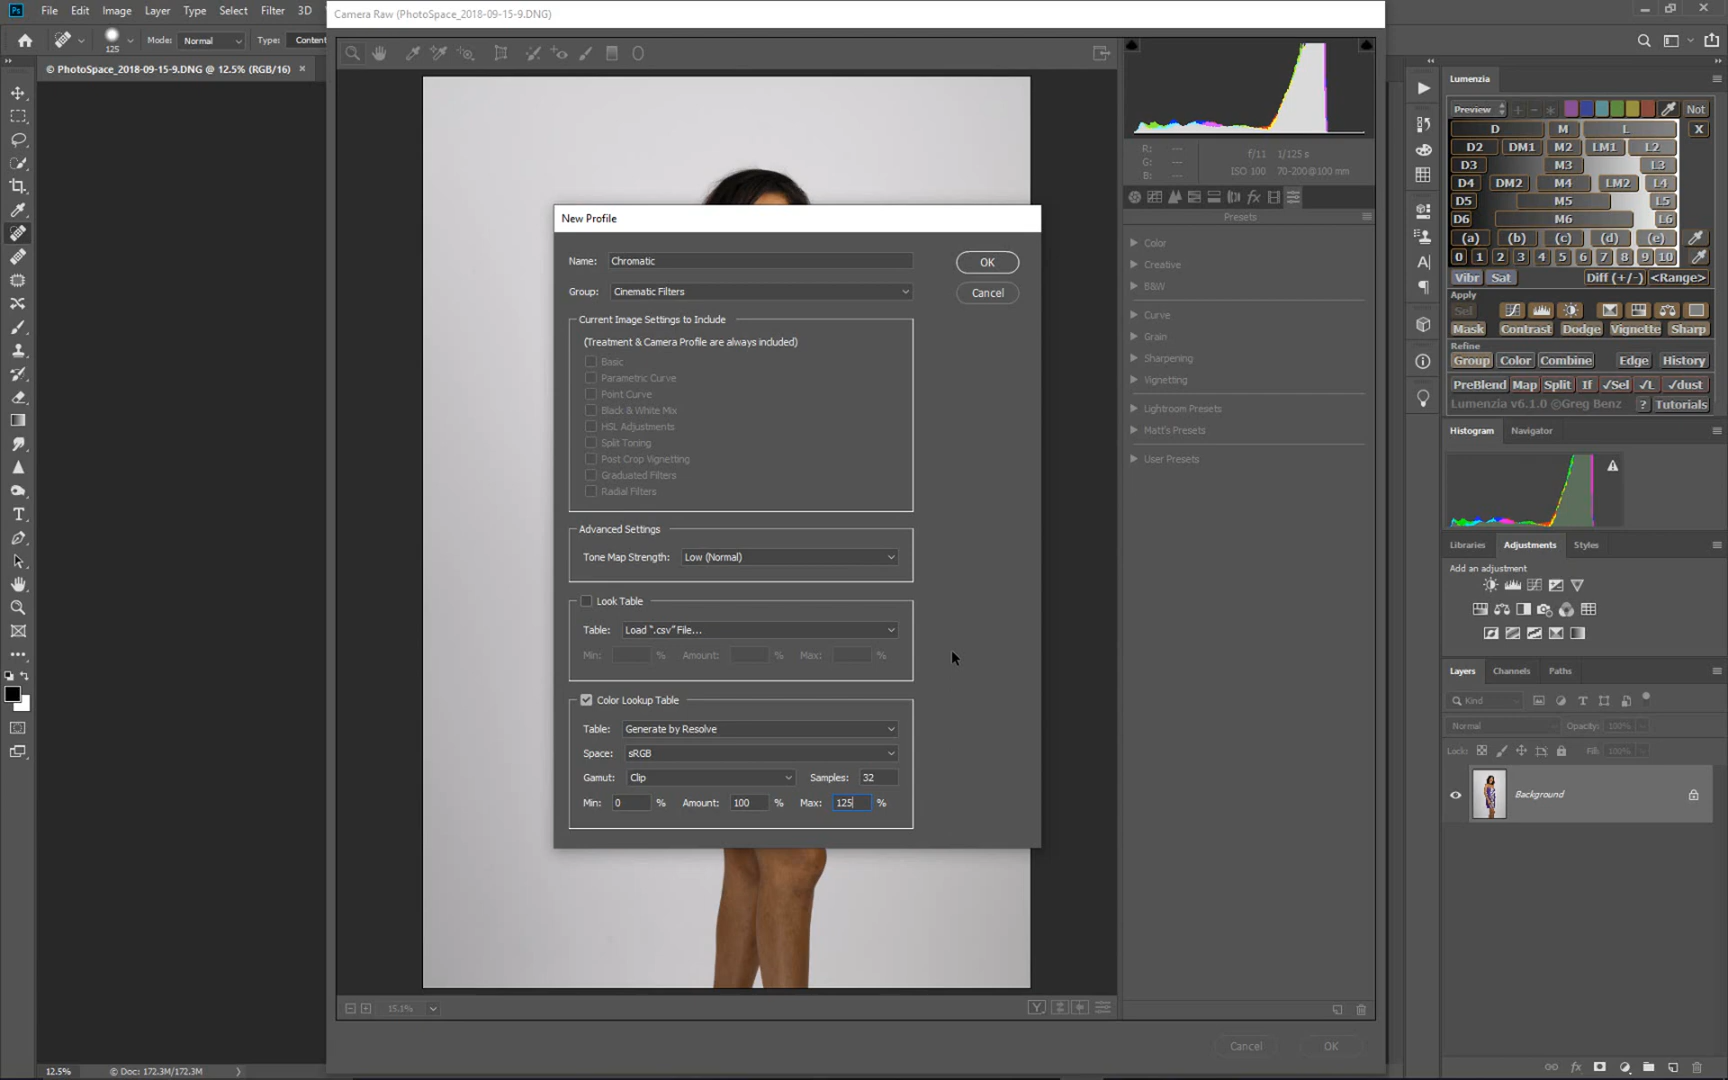 File Edit Image Layer Type Select Filter 3D
Camera Raw (PhotoSpace_2018-09-15-9.DNG)
125 Mode: Normal Type: Content
© PhotoSpace_2018-09-15-9.DNG @ 12.5% (RGB/16) ×
R: ---
G: ---
B: ---
f/11 1/125 s
ISO 100 70-200@100 mm
Presets
Color
Creative
B&W
Curve
Grain
Sharpening
Vignetting
Lightroom Presets
Matt's Presets
User Presets
New Profile
Name: Chromatic
OK
Group: Cinematic Filters
Cancel
Current Image Settings to Include
(Treatment & Camera Profile are always included)
Basic
Parametric Curve
Point Curve
Black & White Mix
HSL Adjustments
Split Toning
Post Crop Vignetting
Graduated Filters
Radial Filters
Advanced Settings
Tone Map Strength: Low (Normal)
Look Table
Table: Load ".csv" File...
Min: % Amount: % Max: %
Color Lookup Table
Table: Generate by Resolve
Space: sRGB
Gamut: Clip Samples: 32
Min: 0 % Amount: 100 % Max: 125 %
15.1%
Cancel OK
12.5% © Doc: 172.3M/172.3M
Lumenzia
Preview + - * Not
D M L X
D2 DM1 M2 LM1 L2
D3 M3 L3
D4 DM2 M4 LM2 L4
D5 M5 L5
D6 M6 L6
(a) (b) (c) (d) (e)
0 1 2 3 4 5 6 7 8 9 10
Vibr Sat Diff (+/-) <Range>
Apply
Sel
Mask Contrast Dodge Vignette Sharp
Refine
Group Color Combine Edge History
PreBlend Map Split If √Sel √L √dust
Lumenzia v6.1.0 ©Greg Benz ? Tutorials
Histogram Navigator
Libraries Adjustments Styles
Add an adjustment
Layers Channels Paths
Kind
Normal Opacity: 100%
Lock: Fill: 100%
Background